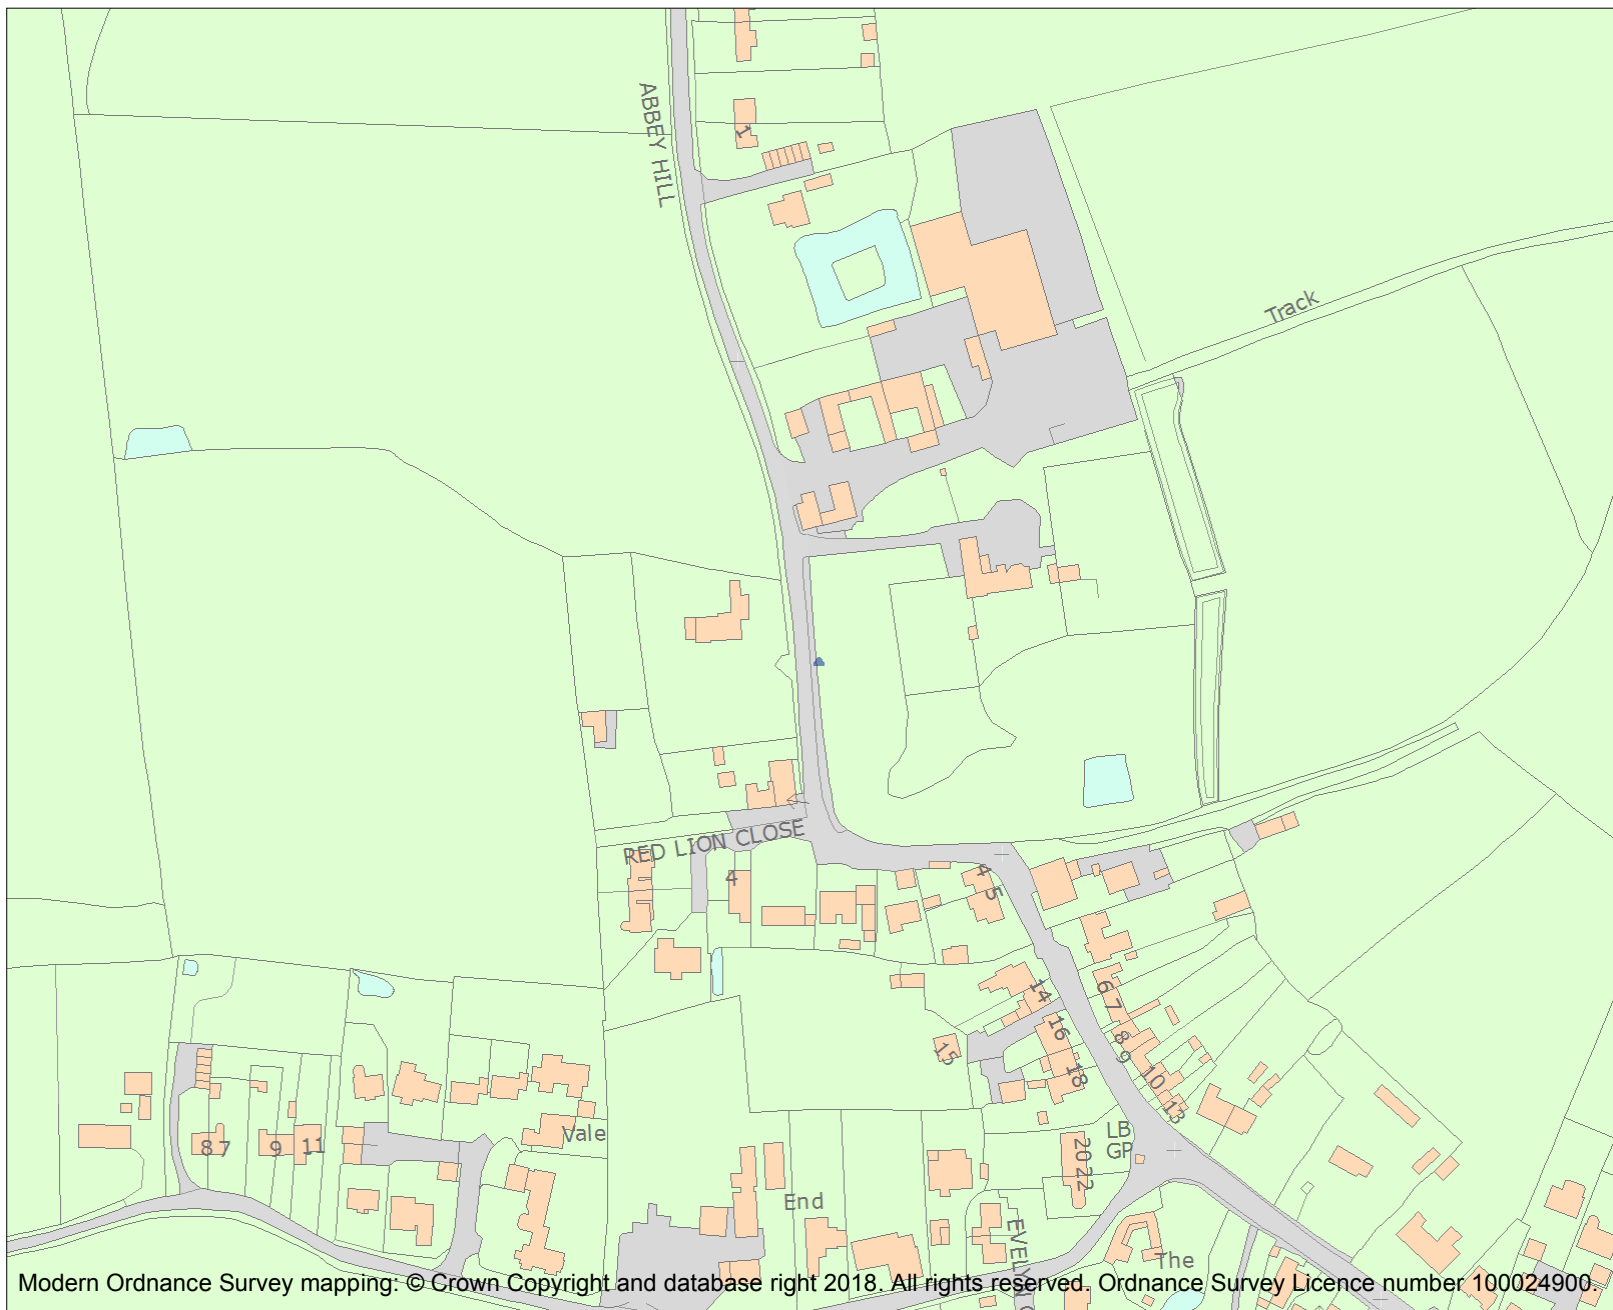 1
ABBEY HILL
Track
RED LION CLOSE
4
4
5
6
7
14
16
8
9
15
18
10
13
LB
GP
Vale
8
7
9
11
20
22
End
The
Modern Ordnance Survey mapping: © Crown Copyright and database right 2018. All rights reserved. Ordnance Survey Licence number 100024900.